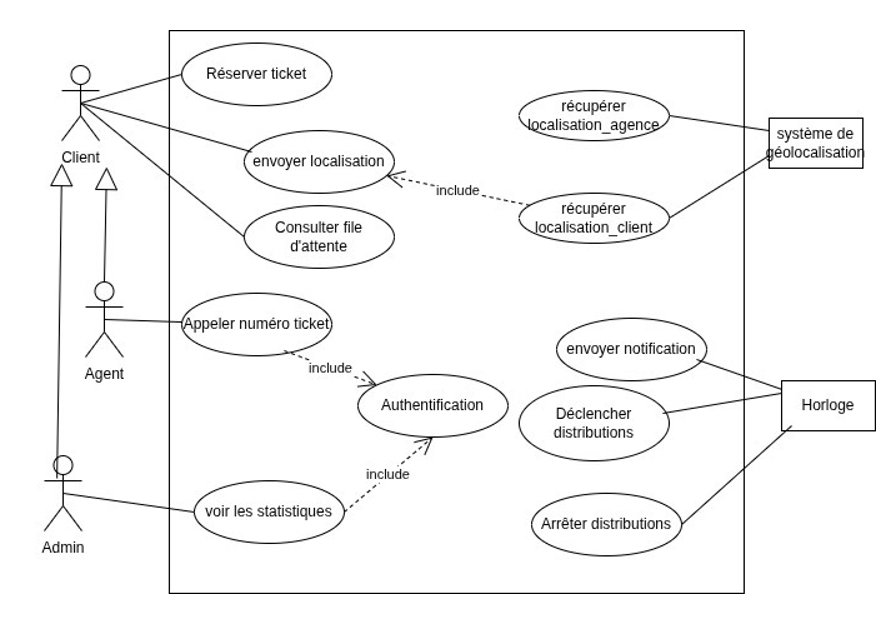 Réserver ticket
récupérer
localisation_agence
système de
géolocalisation
Client
envoyer localisation
include
récupérer
localisation_client
Consulter file
d'attente
Appeler numéro ticket
envoyer notification
include
Agent
Authentification
Horloge
Déclencher
distributions
include
voir les statistiques
Arrêter distributions
Admin